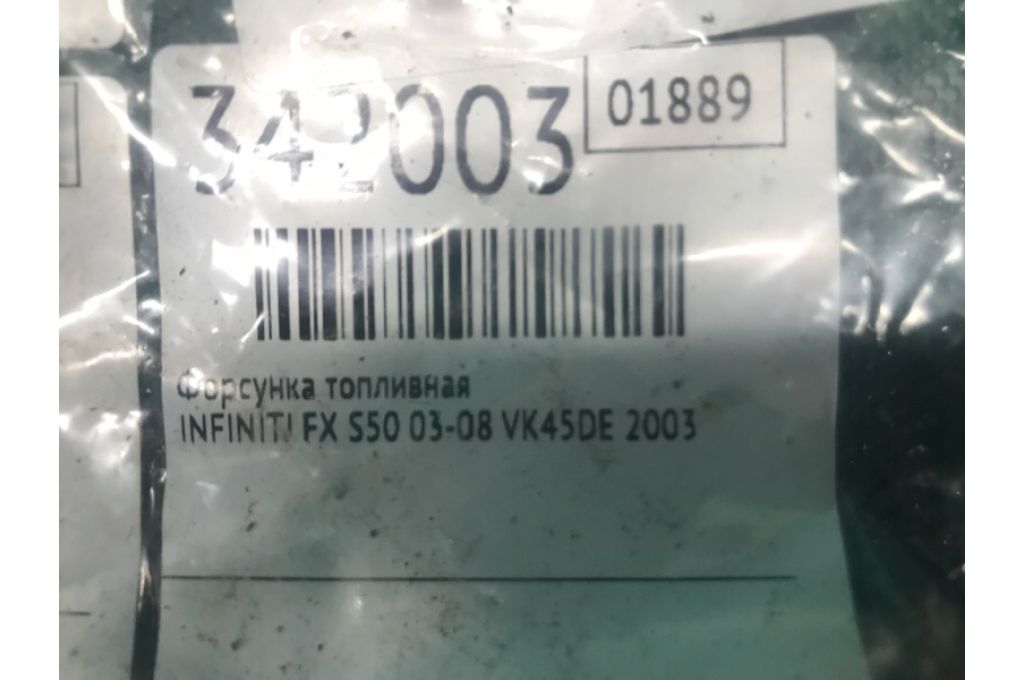 342003
01889
Форсунка топливная
INFINITI FX S50 03-08 VK45DE 2003